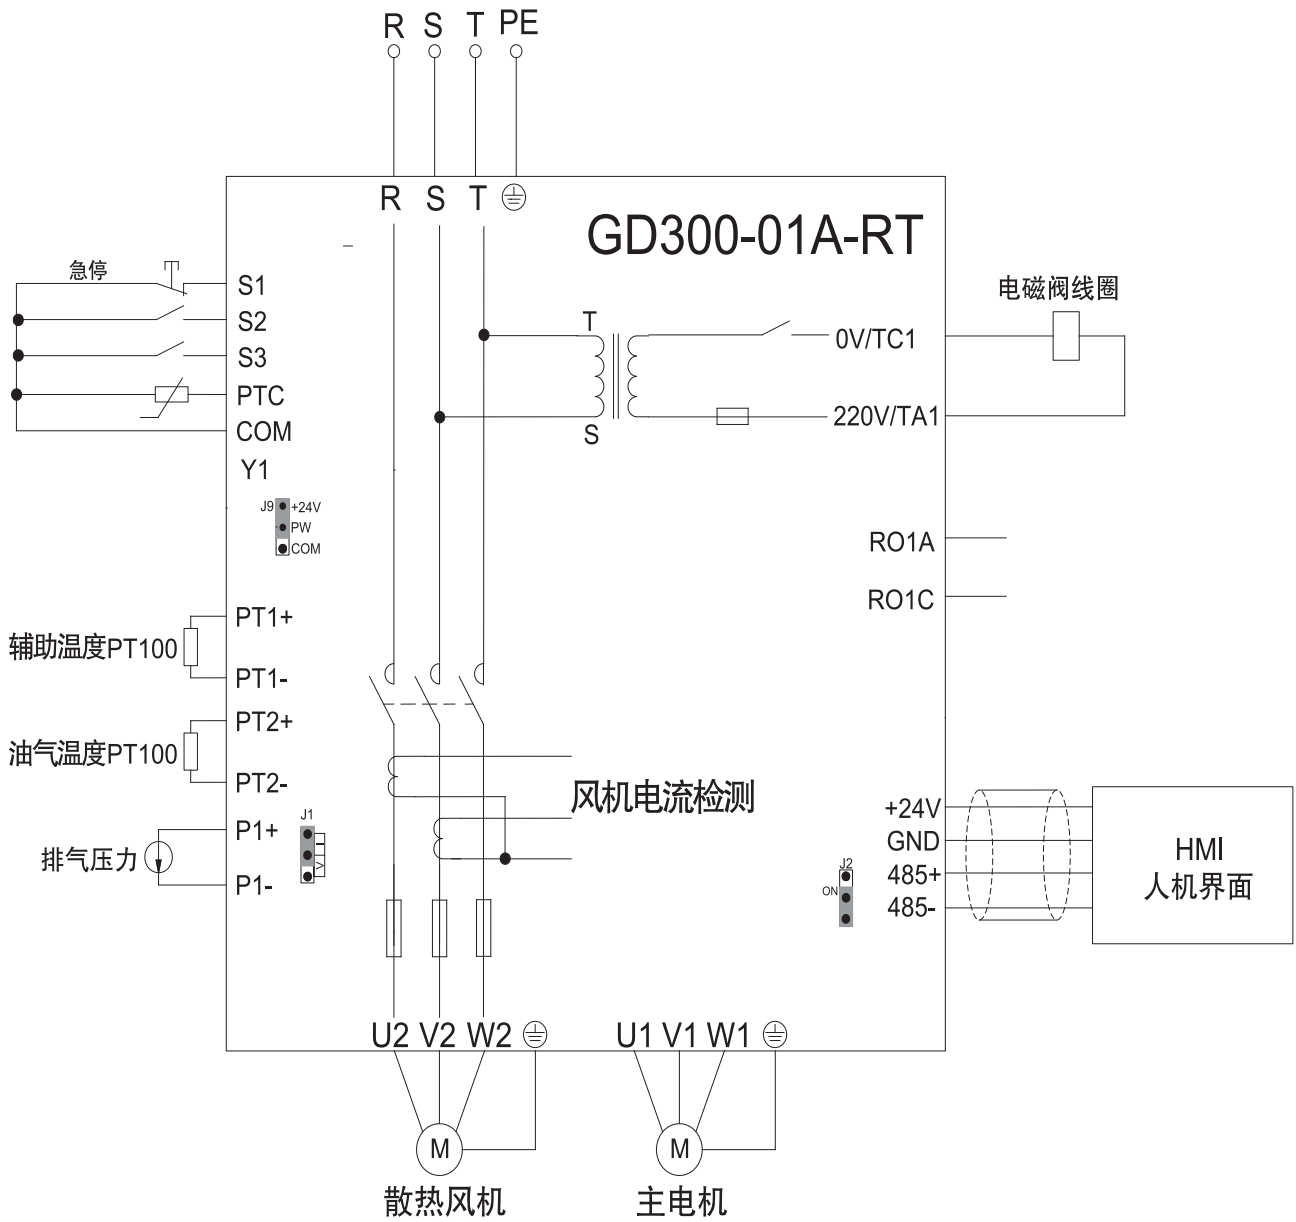 R S T PE
R S T
GD300-01A-RT
急停
S1
S2
S3
PTC
COM
Y1
J9 +24V
PW
COM
T
S
0V/TC1
220V/TA1
电磁阀线圈
RO1A
RO1C
PT1+
辅助温度PT100
PT1-
PT2+
油气温度PT100
PT2-
J1
P1+
I
V
排气压力
P1-
风机电流检测
+24V
GND
485+
485-
J2
ON
HMI
人机界面
U2 V2 W2
U1 V1 W1
M
M
散热风机
主电机